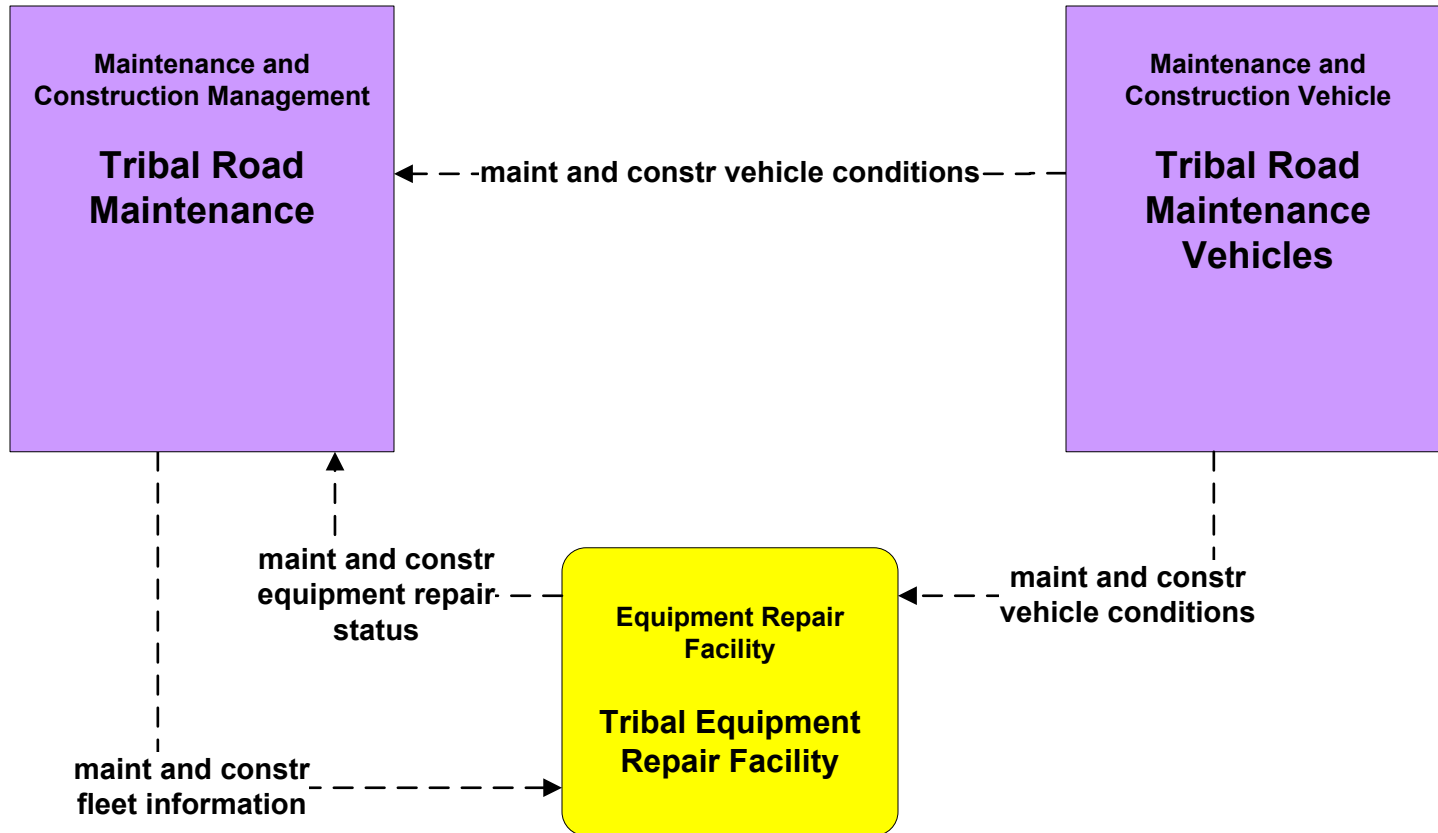 Maintenance and
Construction Management
Tribal Road
Maintenance
maint and constr vehicle conditions
Maintenance and
Construction Vehicle
Tribal Road
Maintenance
Vehicles
maint and constr
equipment repair
status
Equipment Repair
Facility
Tribal Equipment
Repair Facility
maint and constr
vehicle conditions
maint and constr
fleet information